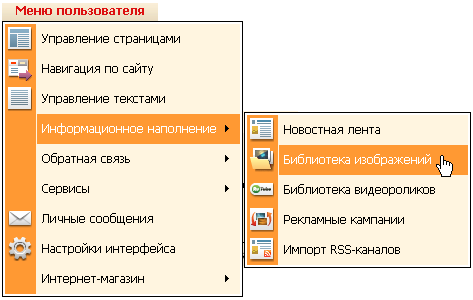 Меню пользователя
Управление страницами
Навигация по сайту
Управление текстами
Информационное наполнение
Обратная связь
Сервисы
Личные сообщения
Настройки интерфейса
Интернет-магазин
Новостная лента
Библиотека изображений
Библиотека видеороликов
Рекламные кампании
Импорт RSS-каналов